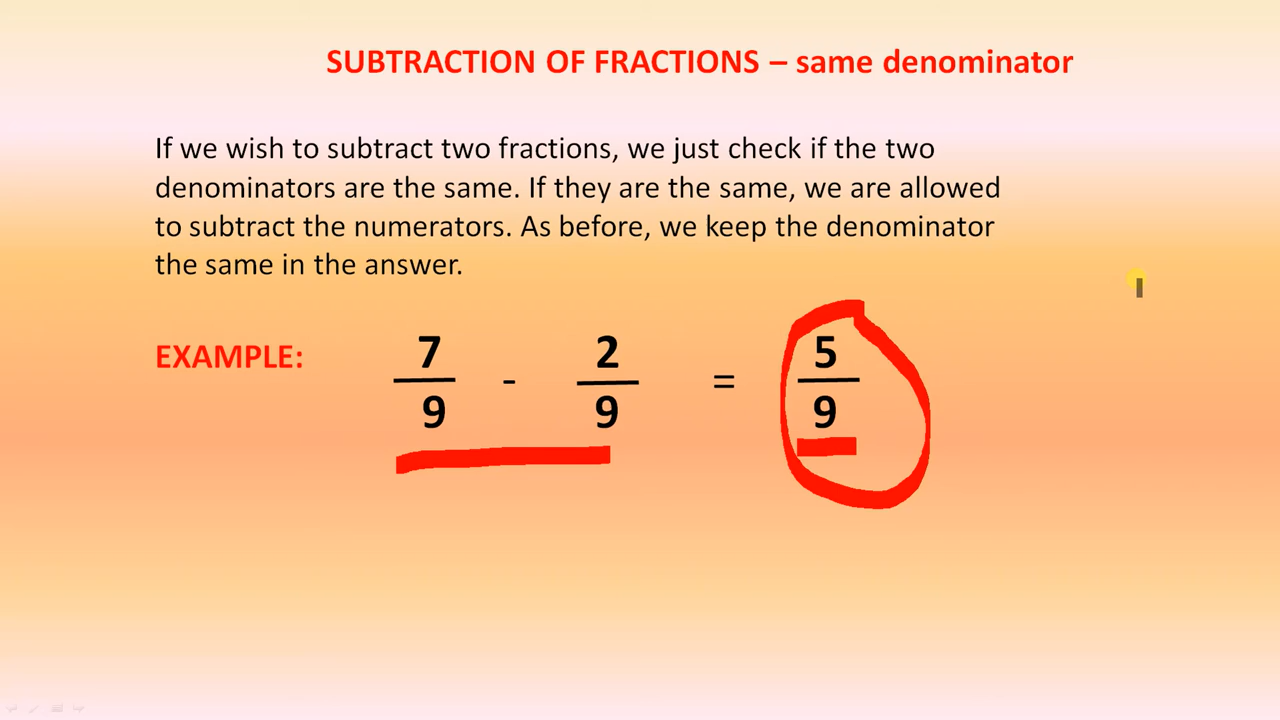 SUBTRACTION OF FRACTIONS – same denominator
If we wish to subtract two fractions, we just check if the two
denominators are the same. If they are the same, we are allowed
to subtract the numerators. As before, we keep the denominator
the same in the answer.
EXAMPLE:
7 2 5
- =
9 9 9